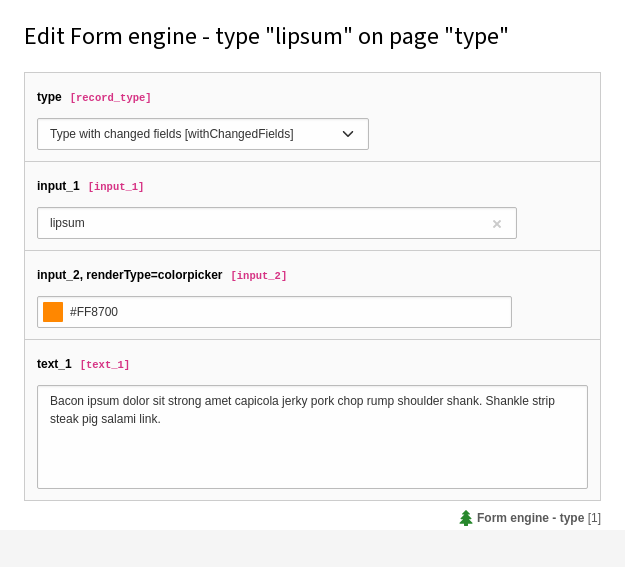 Edit Form engine - type "lipsum" on page "type"
type [record_type]
Type with changed fields [withChangedFields]
input_1 [input_1]
lipsum
input_2, renderType=colorpicker [input_2]
#FF8700
text_1 [text_1]
Bacon ipsum dolor sit strong amet capicola jerky pork chop rump shoulder shank. Shankle strip
steak pig salami link.
Form engine - type [1]